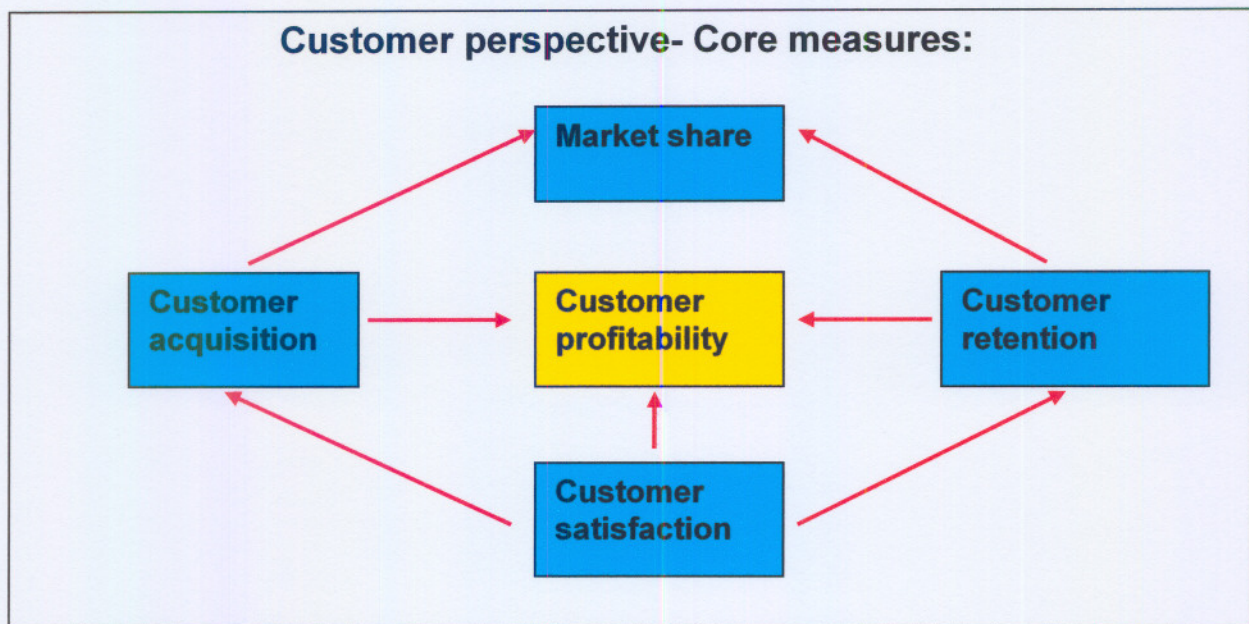 Customer perspective- Core measures:
Market share
Customer
acquisition
Customer
profitability
Customer
retention
Customer
satisfaction